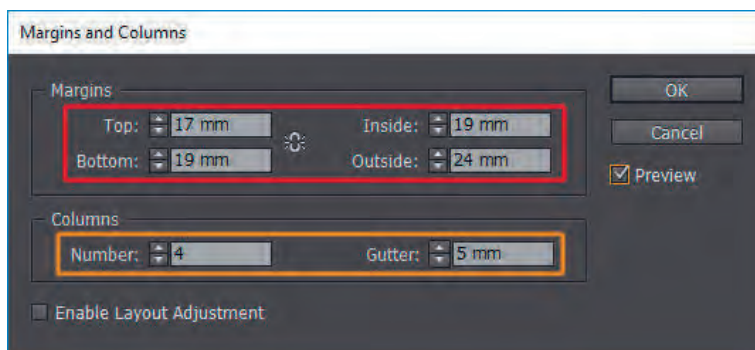 Margins and Columns
Margins
Top: 17 mm Inside: 19 mm
Bottom: 19 mm Outside: 24 mm
Columns
Number: 4 Gutter: 5 mm
Enable Layout Adjustment
OK
Cancel
Preview